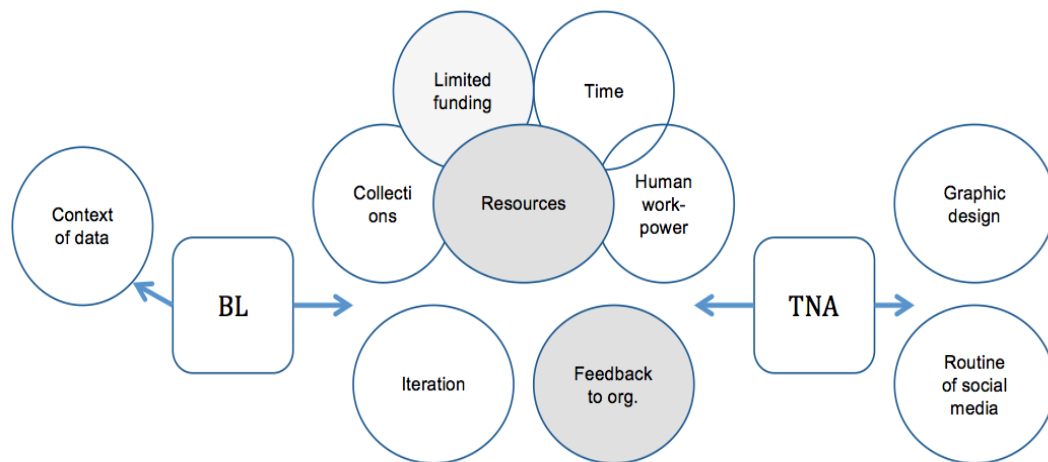 Limited
funding
Time
Collecti
ons
Resources
Human
work-
power
Graphic
design
Context
of data
BL
TNA
Iteration
Feedback
to org.
Routine
of social
media